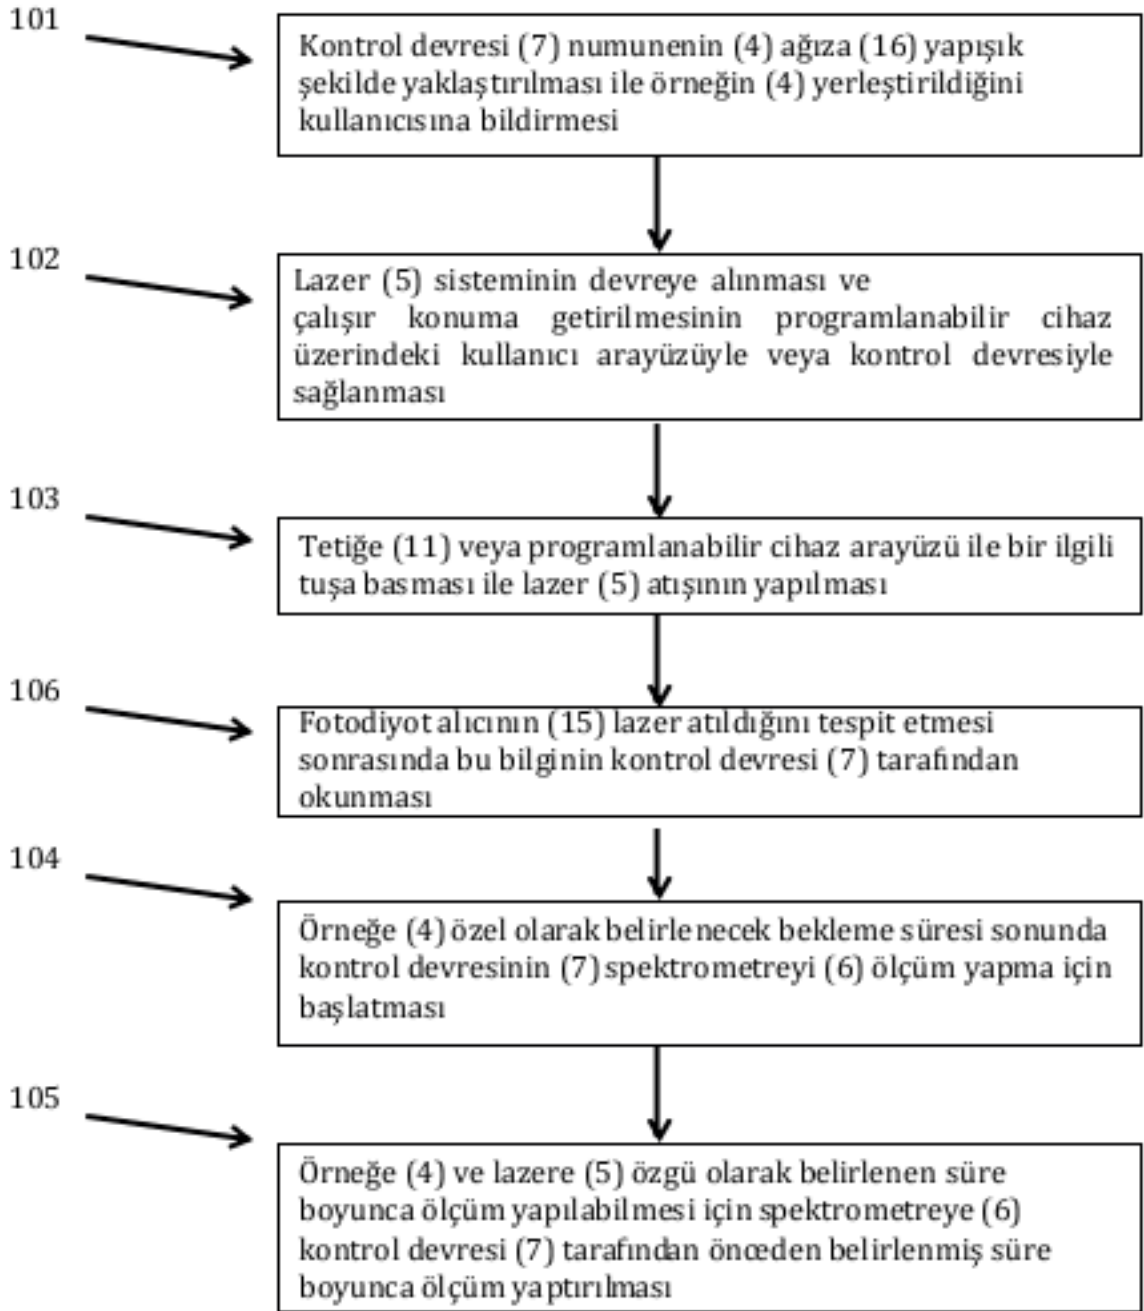 101
Kontrol devresi (7) numunenin (4) ağıza (16) yapışık
şekilde yaklaştırılması ile örneğin (4) yerleştirildiğini
kullanıcısına bildirmesi
102
Lazer (5) sisteminin devreye alınması ve
çalışır konuma getirilmesinin programlanabilir cihaz
üzerindeki kullanıcı arayüzüyle veya kontrol devresiyle
sağlanması
103
Tetiğe (11) veya programlanabilir cihaz arayüzü ile bir ilgili
tuşa basması ile lazer (5) atışının yapılması
106
Fotodiyot alıcının (15) lazer atıldığını tespit etmesi
sonrasında bu bilginin kontrol devresi (7) tarafından
okunması
104
Örneğe (4) özel olarak belirlenecek bekleme süresi sonunda
kontrol devresinin (7) spektrometreyi (6) ölçüm yapma için
başlatması
105
Örneğe (4) ve lazere (5) özgü olarak belirlenen süre
boyunca ölçüm yapılabilmesi için spektrometreye (6)
kontrol devresi (7) tarafından önceden belirlenmiş süre
boyunca ölçüm yaptırılması